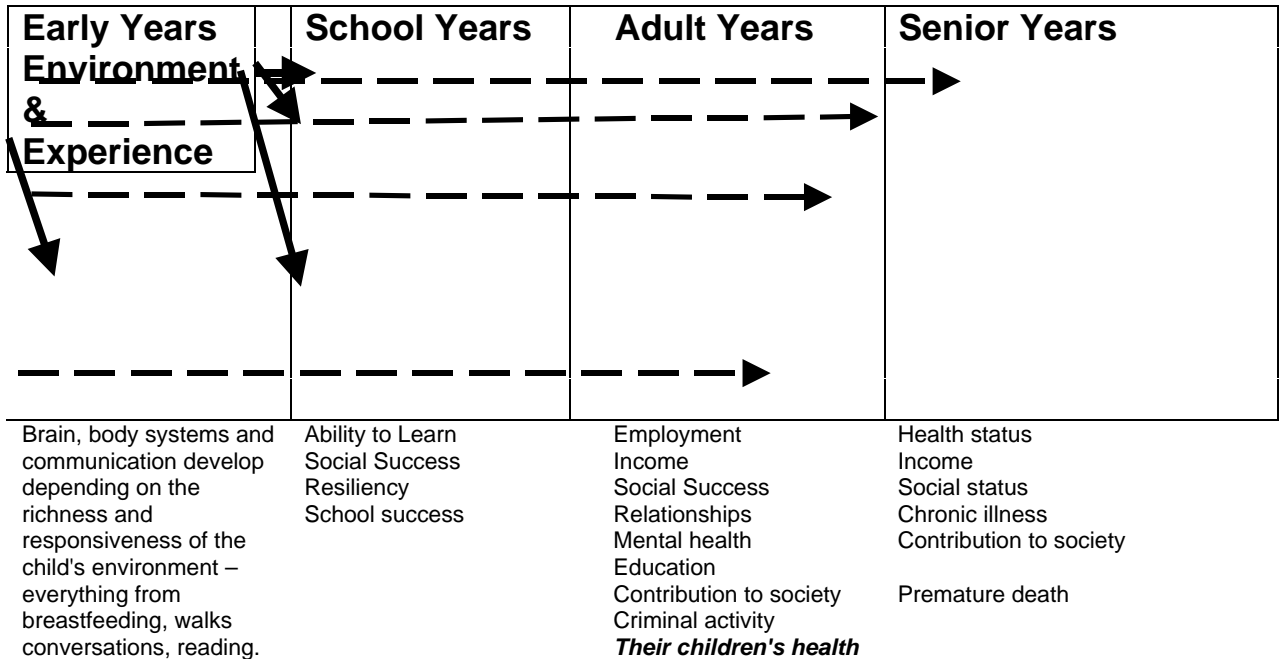 Early Years
Environment
&
Experience
School Years
Adult Years
Senior Years
Brain, body systems and
communication develop
depending on the
richness and
responsiveness of the
child's environment –
everything from
breastfeeding, walks
conversations, reading.
Ability to Learn
Social Success
Resiliency
School success
Employment
Income
Social Success
Relationships
Mental health
Education
Contribution to society
Criminal activity
Their children's health
Health status
Income
Social status
Chronic illness
Contribution to society
Premature death